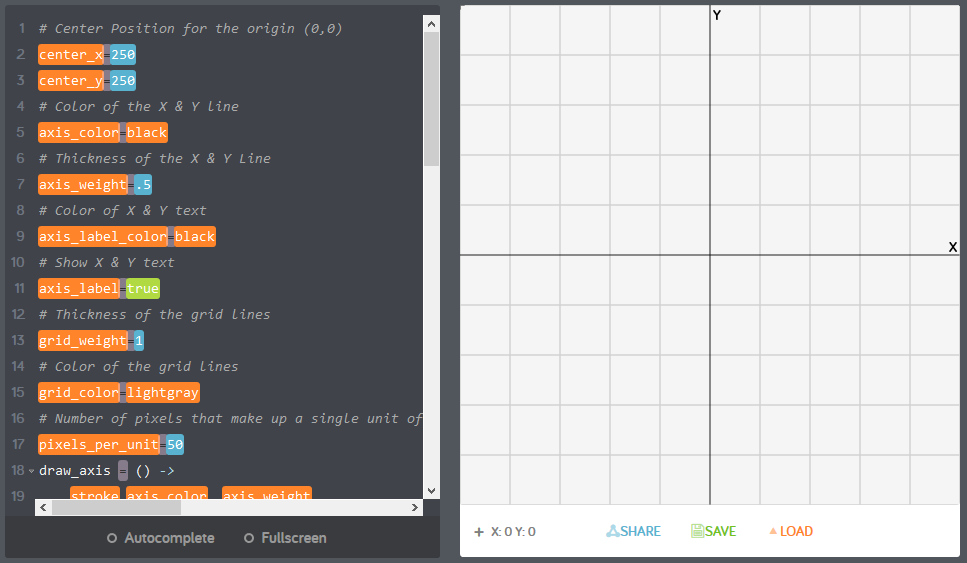 1 # Center Position for the origin (0,0)
2 center_x=250
3 center_y=250
4 # Color of the X & Y line
5 axis_color=black
6 # Thickness of the X & Y Line
7 axis_weight=.5
8 # Color of X & Y text
9 axis_label_color=black
10 # Show X & Y text
11 axis_label=true
12 # Thickness of the grid lines
13 grid_weight=1
14 # Color of the grid lines
15 grid_color=lightgray
16 # Number of pixels that make up a single unit of
17 pixels_per_unit=50
18 draw_axis = () ->
19 stroke axis_color, axis_weight
Autocomplete Fullscreen
Y
X
+ X: 0 Y: 0 SHARE SAVE LOAD